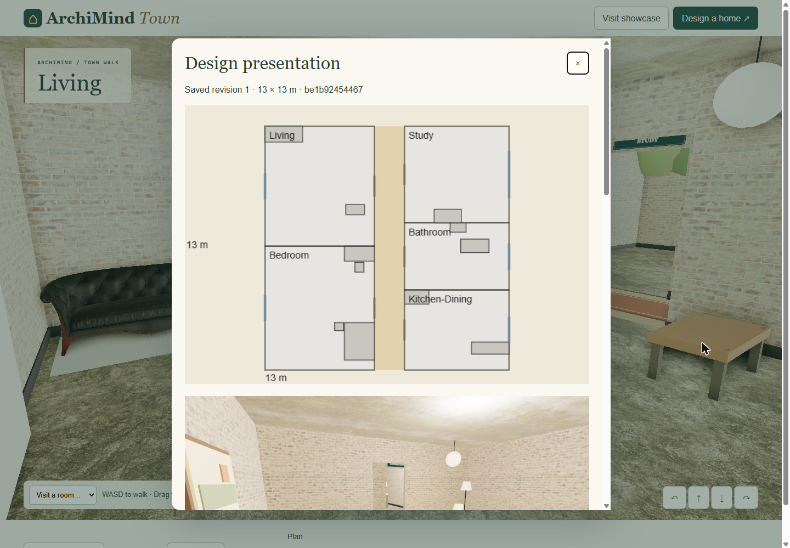 ArchiMind Town
Visit showcase
Design a home ↗
ARCHIMIND / TOWN WALK
Living
Design presentation
×
Saved revision 1 · 13 × 13 m · be1b92454467
Living
Study
Bathroom
13 m
Bedroom
Kitchen-Dining
13 m
Visit a room...
WASD to walk · Drag
Plan